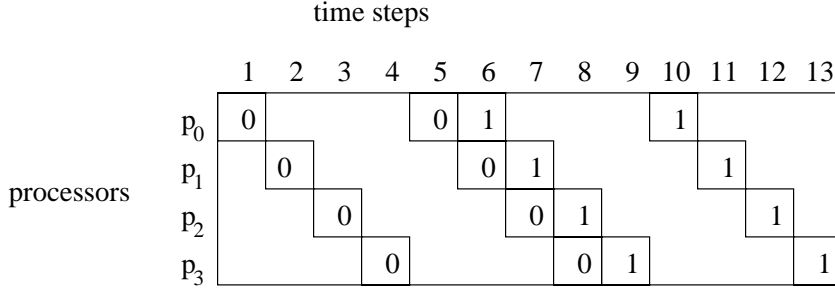 time steps
1 2 3 4 5 6 7 8 9 10 11 12 13
p0 0 0 1 1
p1 0 0 1 1
processors
p2 0 0 1 1
p3 0 0 1 1